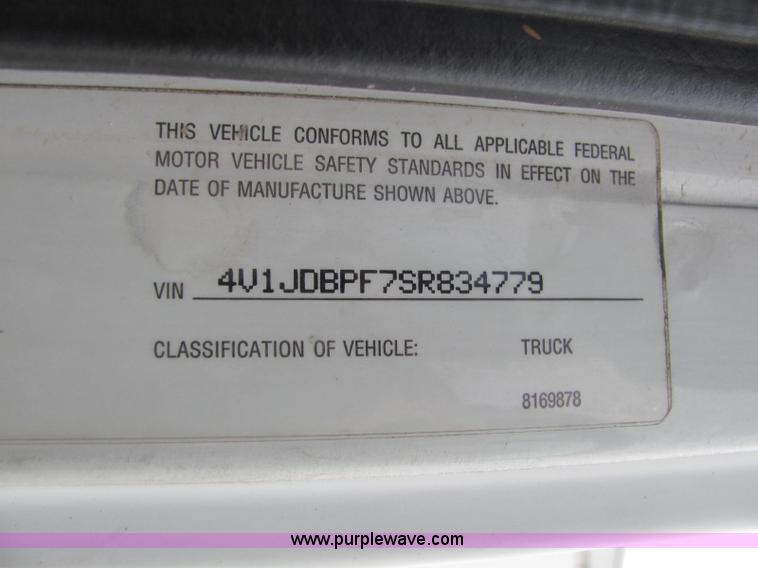 THIS VEHICLE CONFORMS TO ALL APPLICABLE FEDERAL
MOTOR VEHICLE SAFETY STANDARDS IN EFFECT ON THE
DATE OF MANUFACTURE SHOWN ABOVE.
VIN 4V1JDBPF7SR834779
CLASSIFICATION OF VEHICLE: TRUCK
8169878
www.purplewave.com